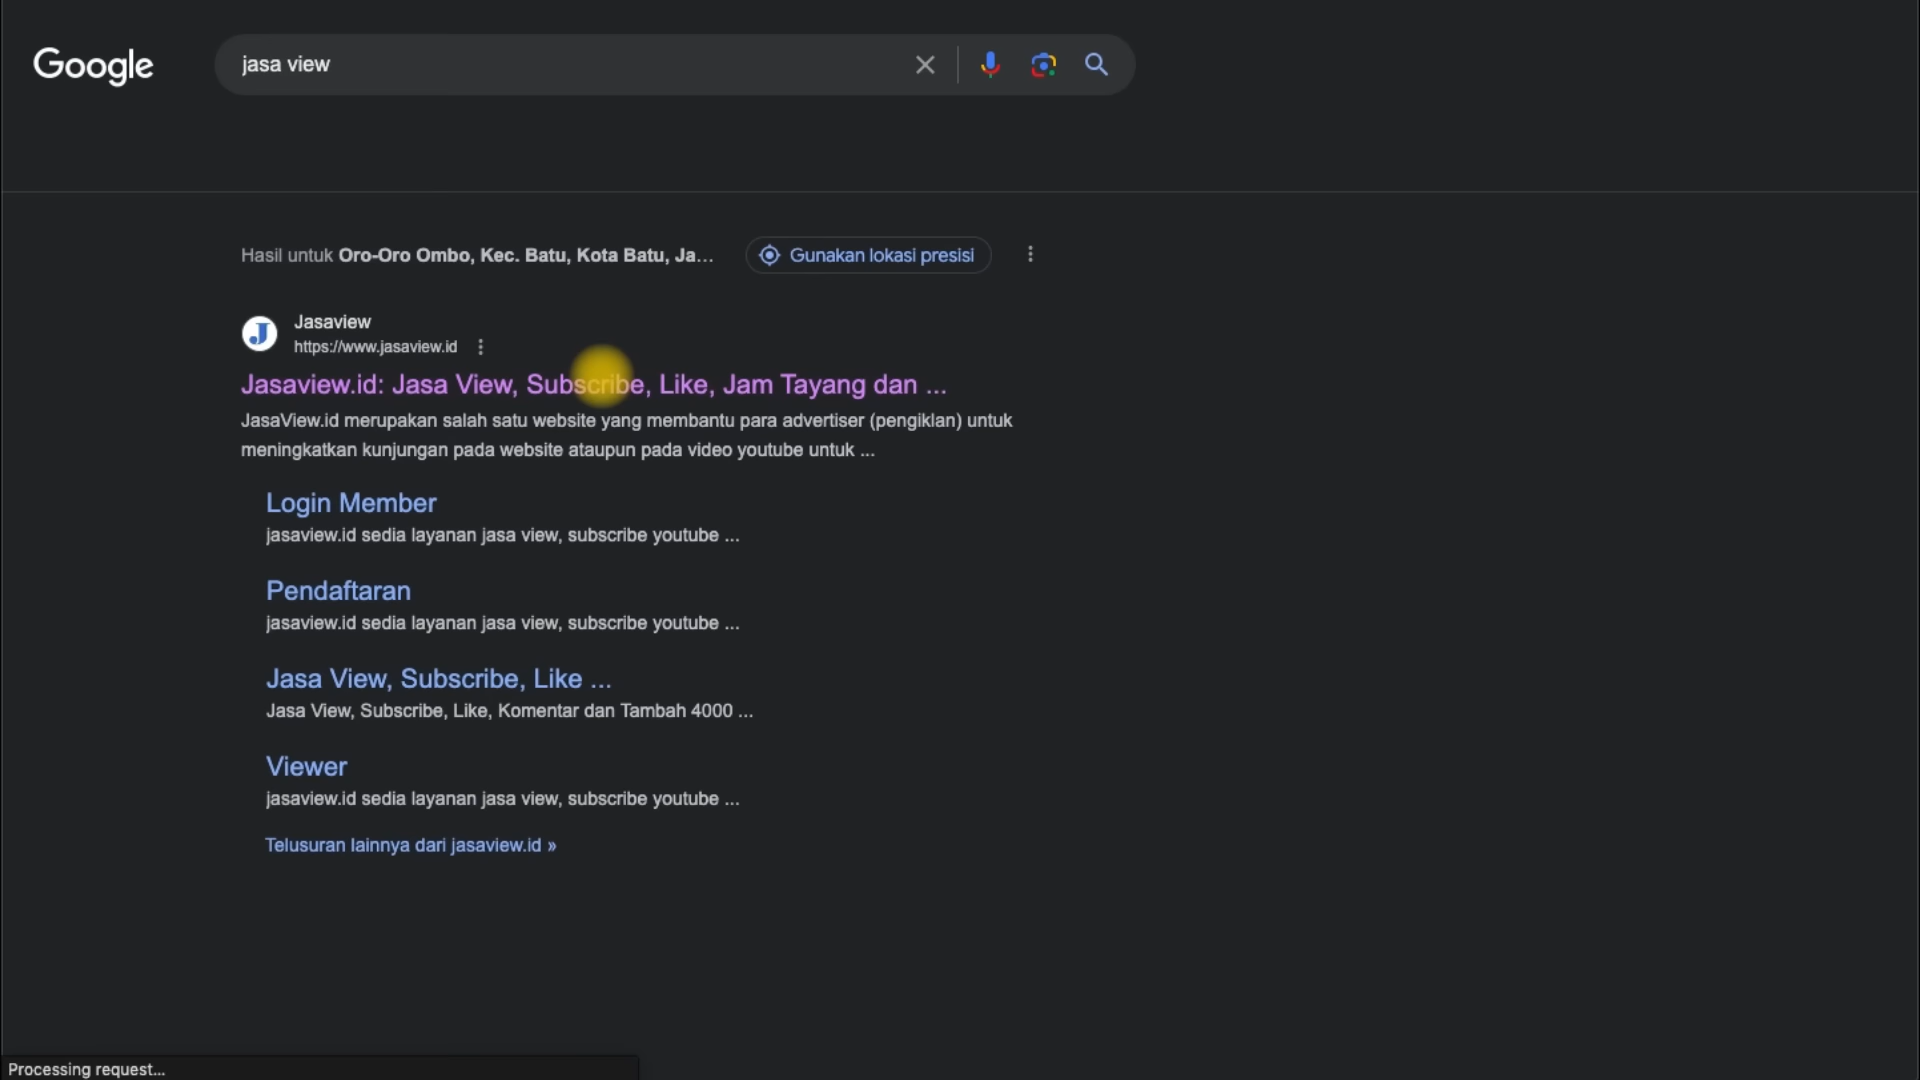 Google
jasa view
Hasil untuk Oro-Oro Ombo, Kec. Batu, Kota Batu, Ja...
Gunakan lokasi presisi
J
Jasaview
https://www.jasaview.id
Jasaview.id: Jasa View, Subscribe, Like, Jam Tayang dan ...
JasaView.id merupakan salah satu website yang membantu para advertiser (pengiklan) untuk
meningkatkan kunjungan pada website ataupun pada video youtube untuk ...
Login Member
jasaview.id sedia layanan jasa view, subscribe youtube ...
Pendaftaran
jasaview.id sedia layanan jasa view, subscribe youtube ...
Jasa View, Subscribe, Like ...
Jasa View, Subscribe, Like, Komentar dan Tambah 4000 ...
Viewer
jasaview.id sedia layanan jasa view, subscribe youtube ...
Telusuran lainnya dari jasaview.id »
Processing request...